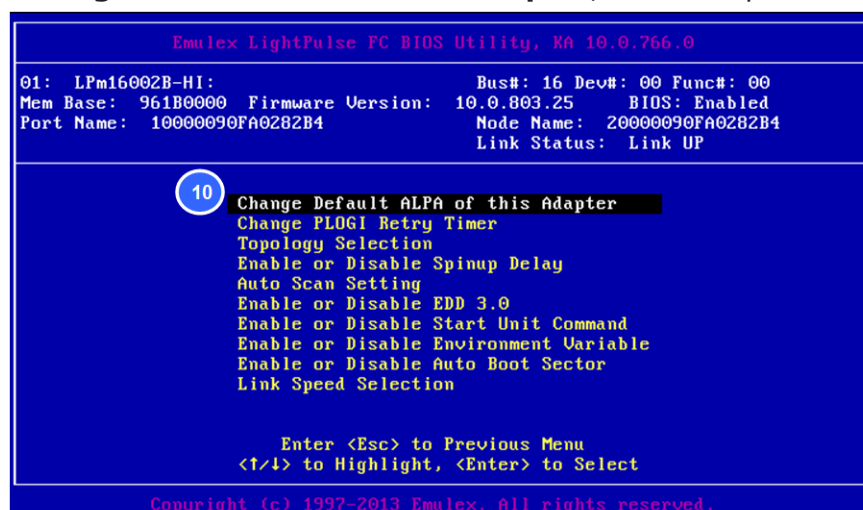 Emulex LightPulse FC BIOS Utility, KA 10.0.766.0
01: LPm16002B-HI: Bus#: 16 Dev#: 00 Func#: 00
Mem Base: 961B0000 Firmware Version: 10.0.803.25 BIOS: Enabled
Port Name: 10000090FA0282B4 Node Name: 20000090FA0282B4
Link Status: Link UP
10
Change Default ALPA of this Adapter
Change PLOGI Retry Timer
Topology Selection
Enable or Disable Spinup Delay
Auto Scan Setting
Enable or Disable EDD 3.0
Enable or Disable Start Unit Command
Enable or Disable Environment Variable
Enable or Disable Auto Boot Sector
Link Speed Selection
Enter <Esc> to Previous Menu
<↑/↓> to Highlight, <Enter> to Select
Copyright (c) 1997-2013 Emulex. All rights reserved.